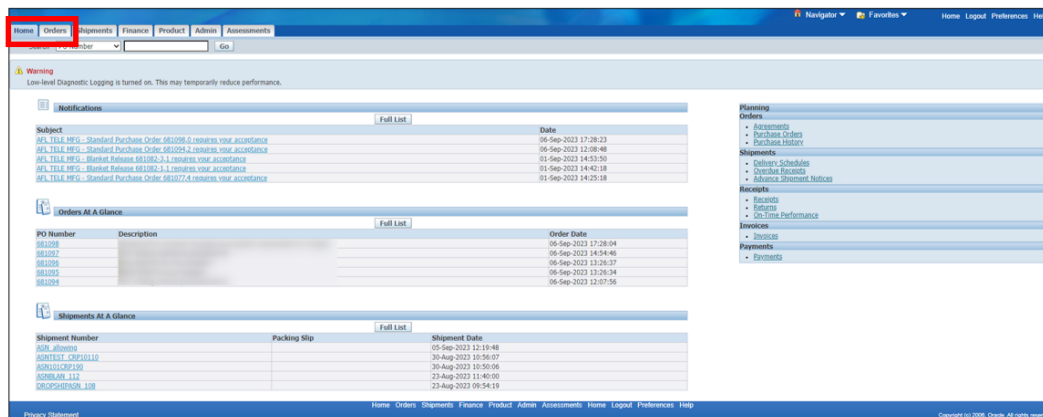 Navigator Favorites Home Logout Preferences
Home Orders Shipments Finance Product Admin Assessments
PO Number Go
Warning
Low-level Diagnostic Logging is turned on. This may temporarily reduce performance.
Notifications
Full List
Subject Date
AFL TELE MFG - Standard Purchase Order 681098,0 requires your acceptance 06-Sep-2023 17:28:23
AFL TELE MFG - Standard Purchase Order 681094,2 requires your acceptance 06-Sep-2023 12:08:48
AFL TELE MFG - Blanket Release 681082-3,1 requires your acceptance 01-Sep-2023 14:53:50
AFL TELE MFG - Blanket Release 681082-1,1 requires your acceptance 01-Sep-2023 14:42:18
AFL TELE MFG - Standard Purchase Order 681077,4 requires your acceptance 01-Sep-2023 14:25:18
Orders At A Glance
Full List
PO Number Description Order Date
681098 06-Sep-2023 17:28:04
681097 06-Sep-2023 14:54:46
681096 06-Sep-2023 13:26:37
681095 06-Sep-2023 13:26:34
681094 06-Sep-2023 12:07:56
Shipments At A Glance
Full List
Shipment Number Packing Slip Shipment Date
ASN_allowing 05-Sep-2023 12:19:48
ASNTEST_CRP10110 30-Aug-2023 10:56:07
ASN101CRP190 30-Aug-2023 10:50:06
ASNBLAN_112 23-Aug-2023 11:40:00
DROPSHIPASN_108 23-Aug-2023 09:54:19
Planning
Orders
Agreements
Purchase Orders
Purchase History
Shipments
Delivery Schedules
Overdue Receipts
Advance Shipment Notices
Receipts
Receipts
Returns
On-Time Performance
Invoices
Invoices
Payments
Payments
Home Orders Shipments Finance Product Admin Assessments Home Logout Preferences Help
Privacy Statement Copyright (c) 2006, Oracle. All rights